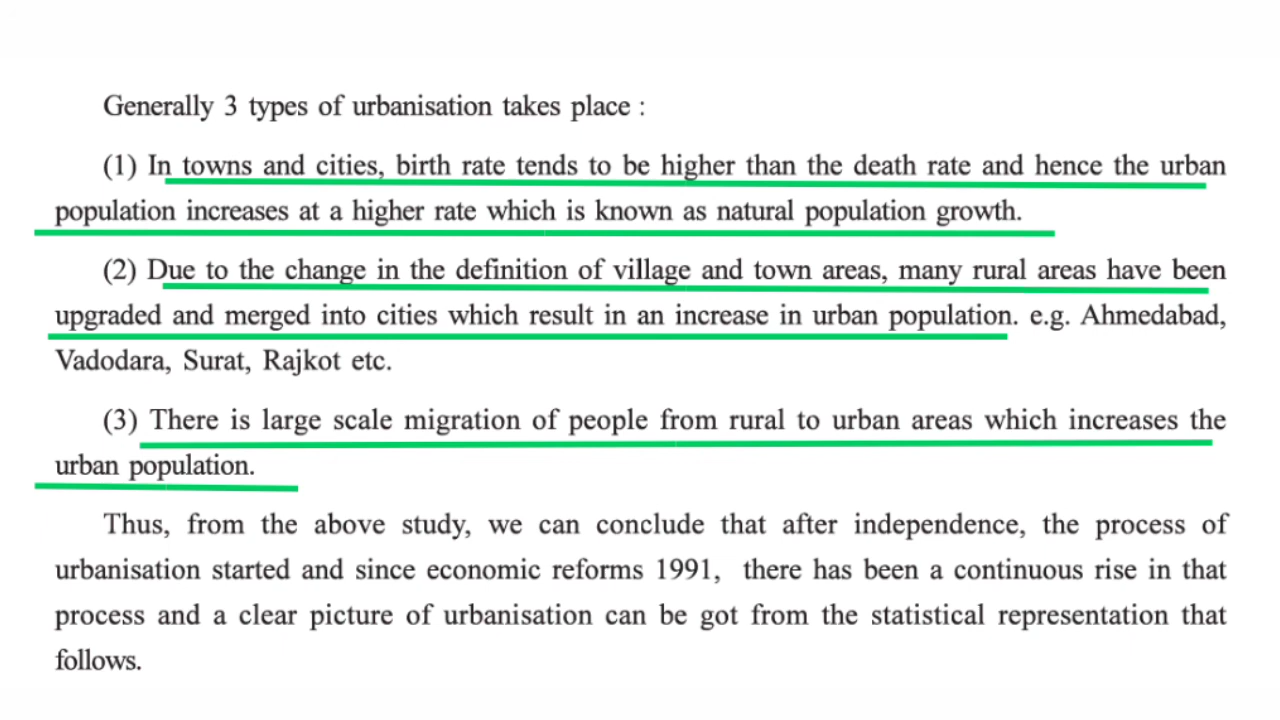 Generally 3 types of urbanisation takes place :
(1) In towns and cities, birth rate tends to be higher than the death rate and hence the urban
population increases at a higher rate which is known as natural population growth.
(2) Due to the change in the definition of village and town areas, many rural areas have been
upgraded and merged into cities which result in an increase in urban population. e.g. Ahmedabad,
Vadodara, Surat, Rajkot etc.
(3) There is large scale migration of people from rural to urban areas which increases the
urban population.
Thus, from the above study, we can conclude that after independence, the process of
urbanisation started and since economic reforms 1991, there has been a continuous rise in that
process and a clear picture of urbanisation can be got from the statistical representation that
follows.